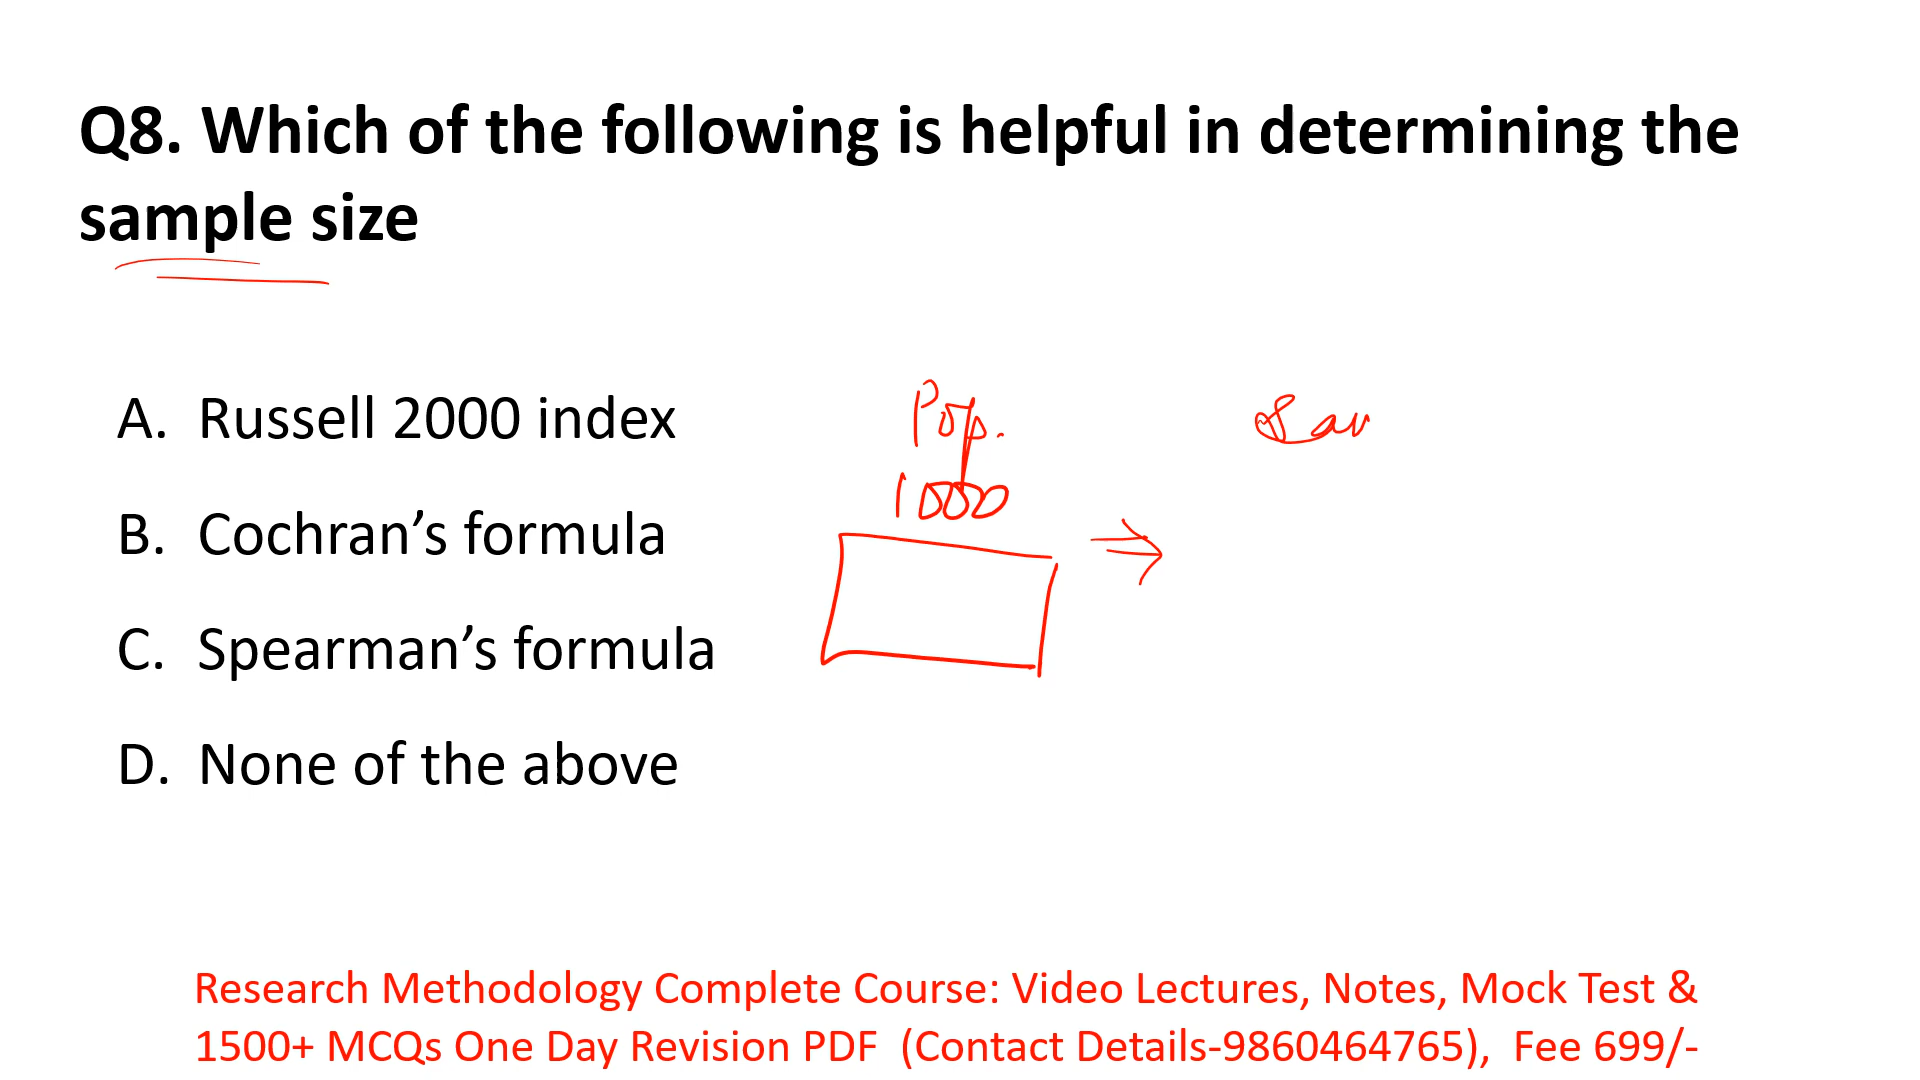 Q8. Which of the following is helpful in determining the
sample size
A. Russell 2000 index
B. Cochran’s formula
C. Spearman’s formula
D. None of the above
Pop.
1000
Sam
Research Methodology Complete Course: Video Lectures, Notes, Mock Test &
1500+ MCQs One Day Revision PDF (Contact Details-9860464765), Fee 699/-